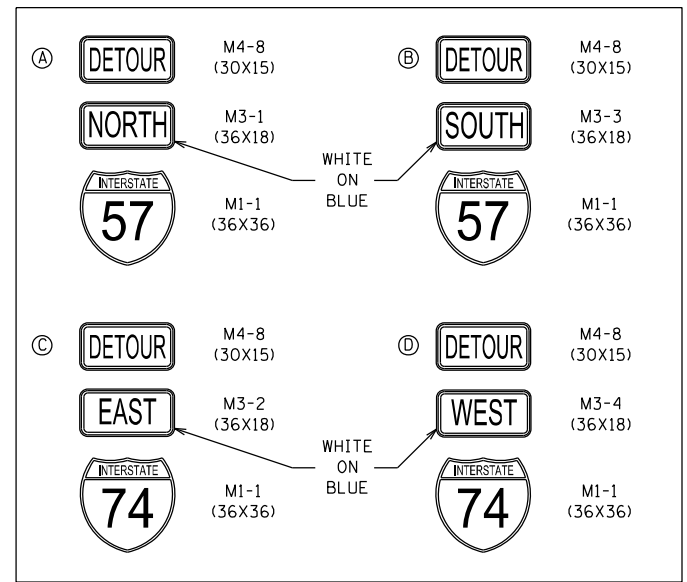 Ⓐ DETOUR M4-8
(30X15)
NORTH M3-1
(36X18)
INTERSTATE
57 M1-1
(36X36)
Ⓑ DETOUR M4-8
(30X15)
SOUTH M3-3
(36X18)
INTERSTATE
57 M1-1
(36X36)
WHITE
ON
BLUE
Ⓒ DETOUR M4-8
(30X15)
EAST M3-2
(36X18)
INTERSTATE
74 M1-1
(36X36)
Ⓓ DETOUR M4-8
(30X15)
WEST M3-4
(36X18)
INTERSTATE
74 M1-1
(36X36)
WHITE
ON
BLUE